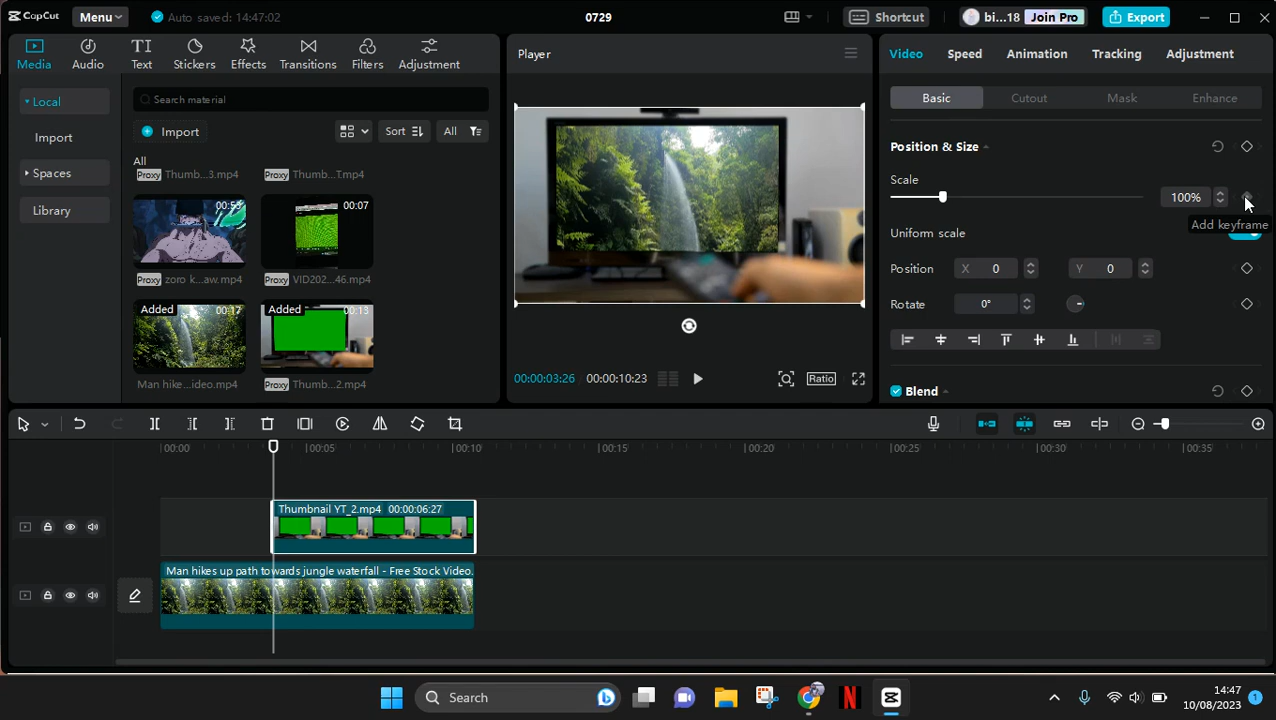 CapCut
Menu
Auto saved: 14:47:02
0729
Shortcut
bi...18
Join Pro
Export
Media
Audio
Text
Stickers
Effects
Transitions
Filters
Adjustment
Local
Import
Spaces
Library
Search material
Import
Sort
All
All
Proxy Thumb...3.mp4
Proxy Thumb...T.mp4
00:53
00:07
Proxy zoro k...aw.mp4
Proxy VID202...46.mp4
Added 00:17
Added 00:13
Man hike...ideo.mp4
Proxy Thumb...2.mp4
Player
00:00:03:26
00:00:10:23
Ratio
Video
Speed
Animation
Tracking
Adjustment
Basic
Cutout
Mask
Enhance
Position & Size
Scale
100%
Add keyframe
Uniform scale
Position X 0 Y 0
Rotate 0°
Blend
00:00
00:05
00:10
00:15
00:20
00:25
00:30
00:35
Thumbnail YT_2.mp4 00:00:06:27
Man hikes up path towards jungle waterfall - Free Stock Video.
Search
14:47
10/08/2023
1